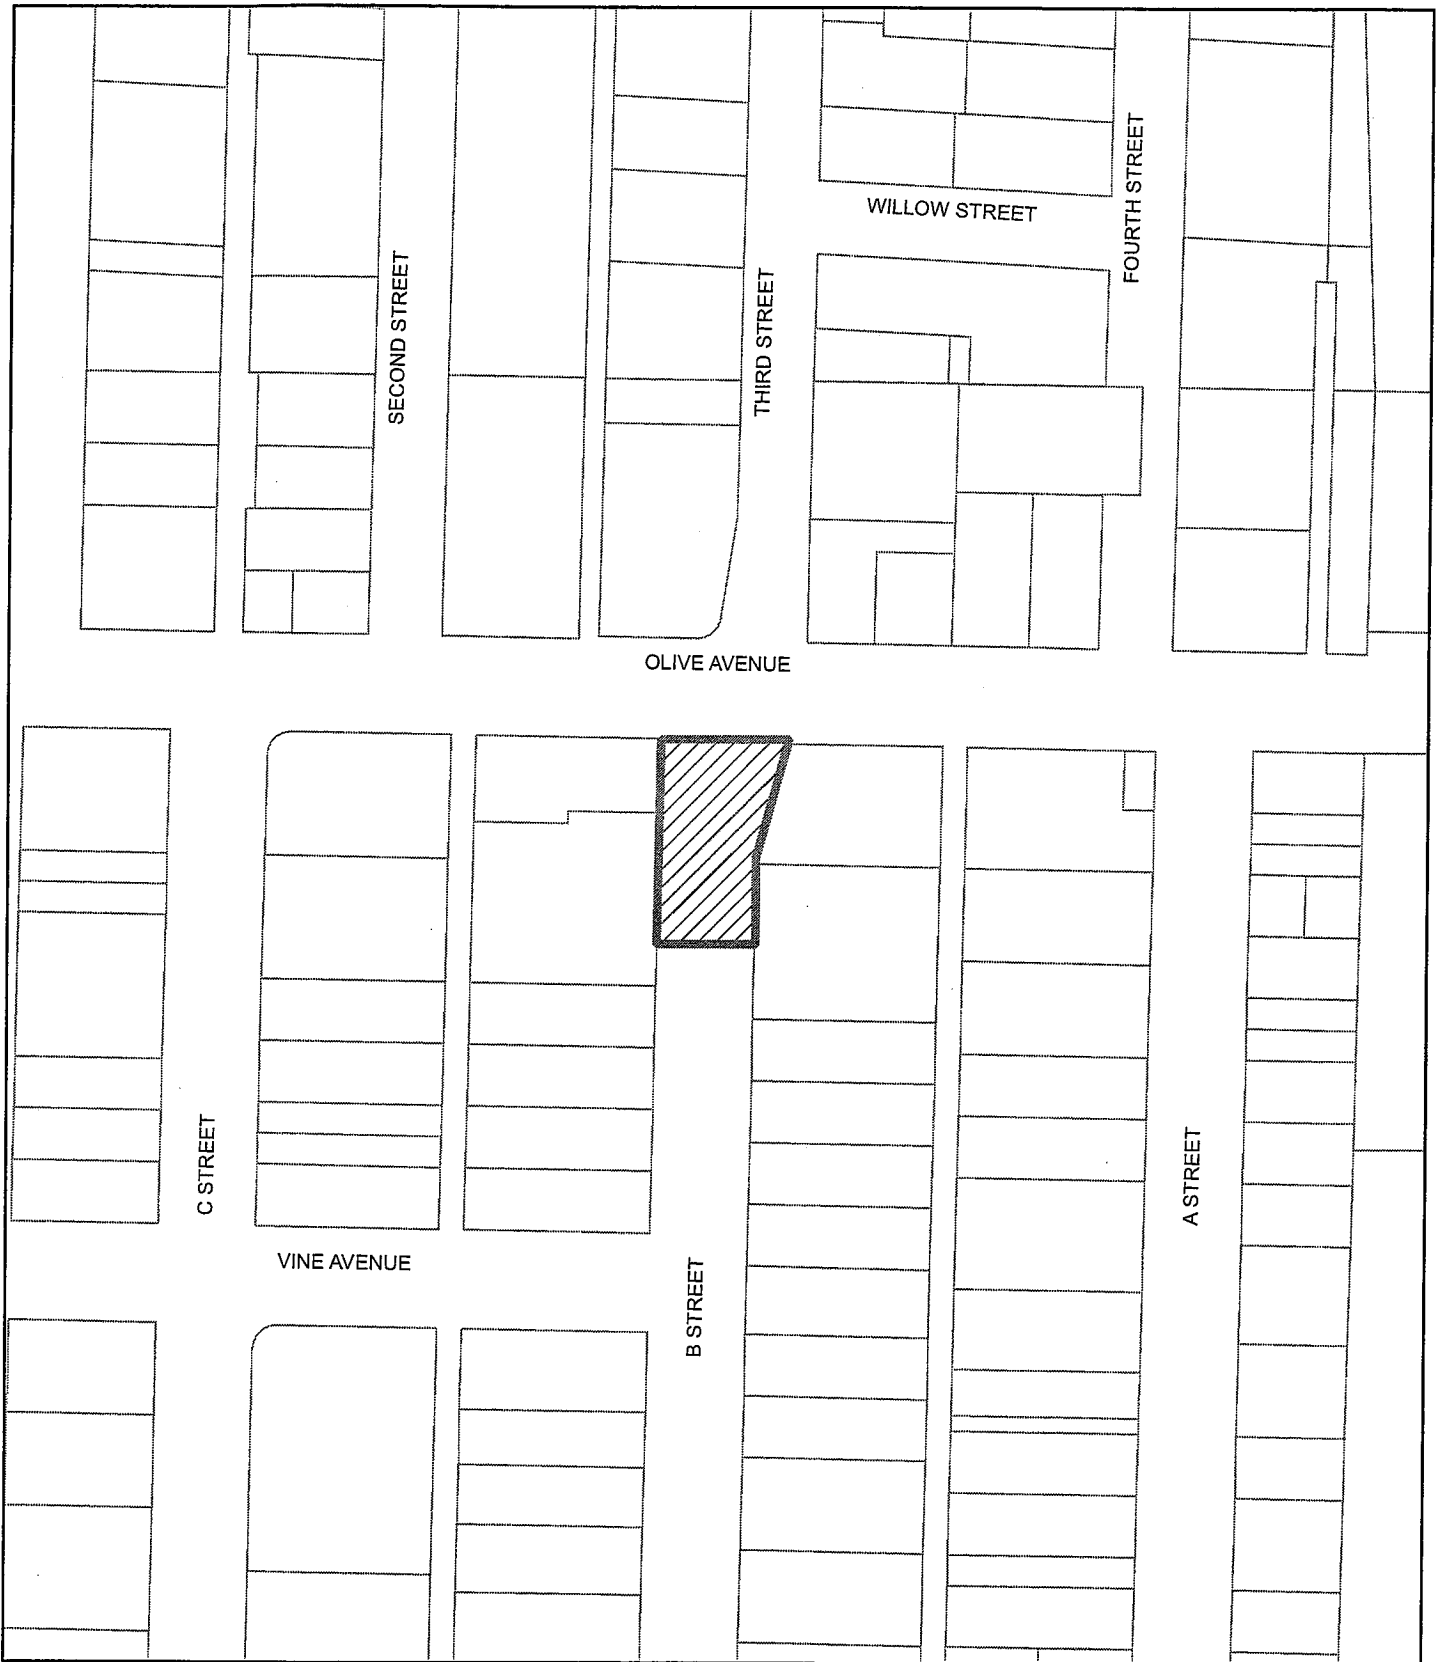 WILLOW STREET
FOURTH STREET
SECOND STREET
THIRD STREET
OLIVE AVENUE
C STREET
A STREET
VINE AVENUE
B STREET